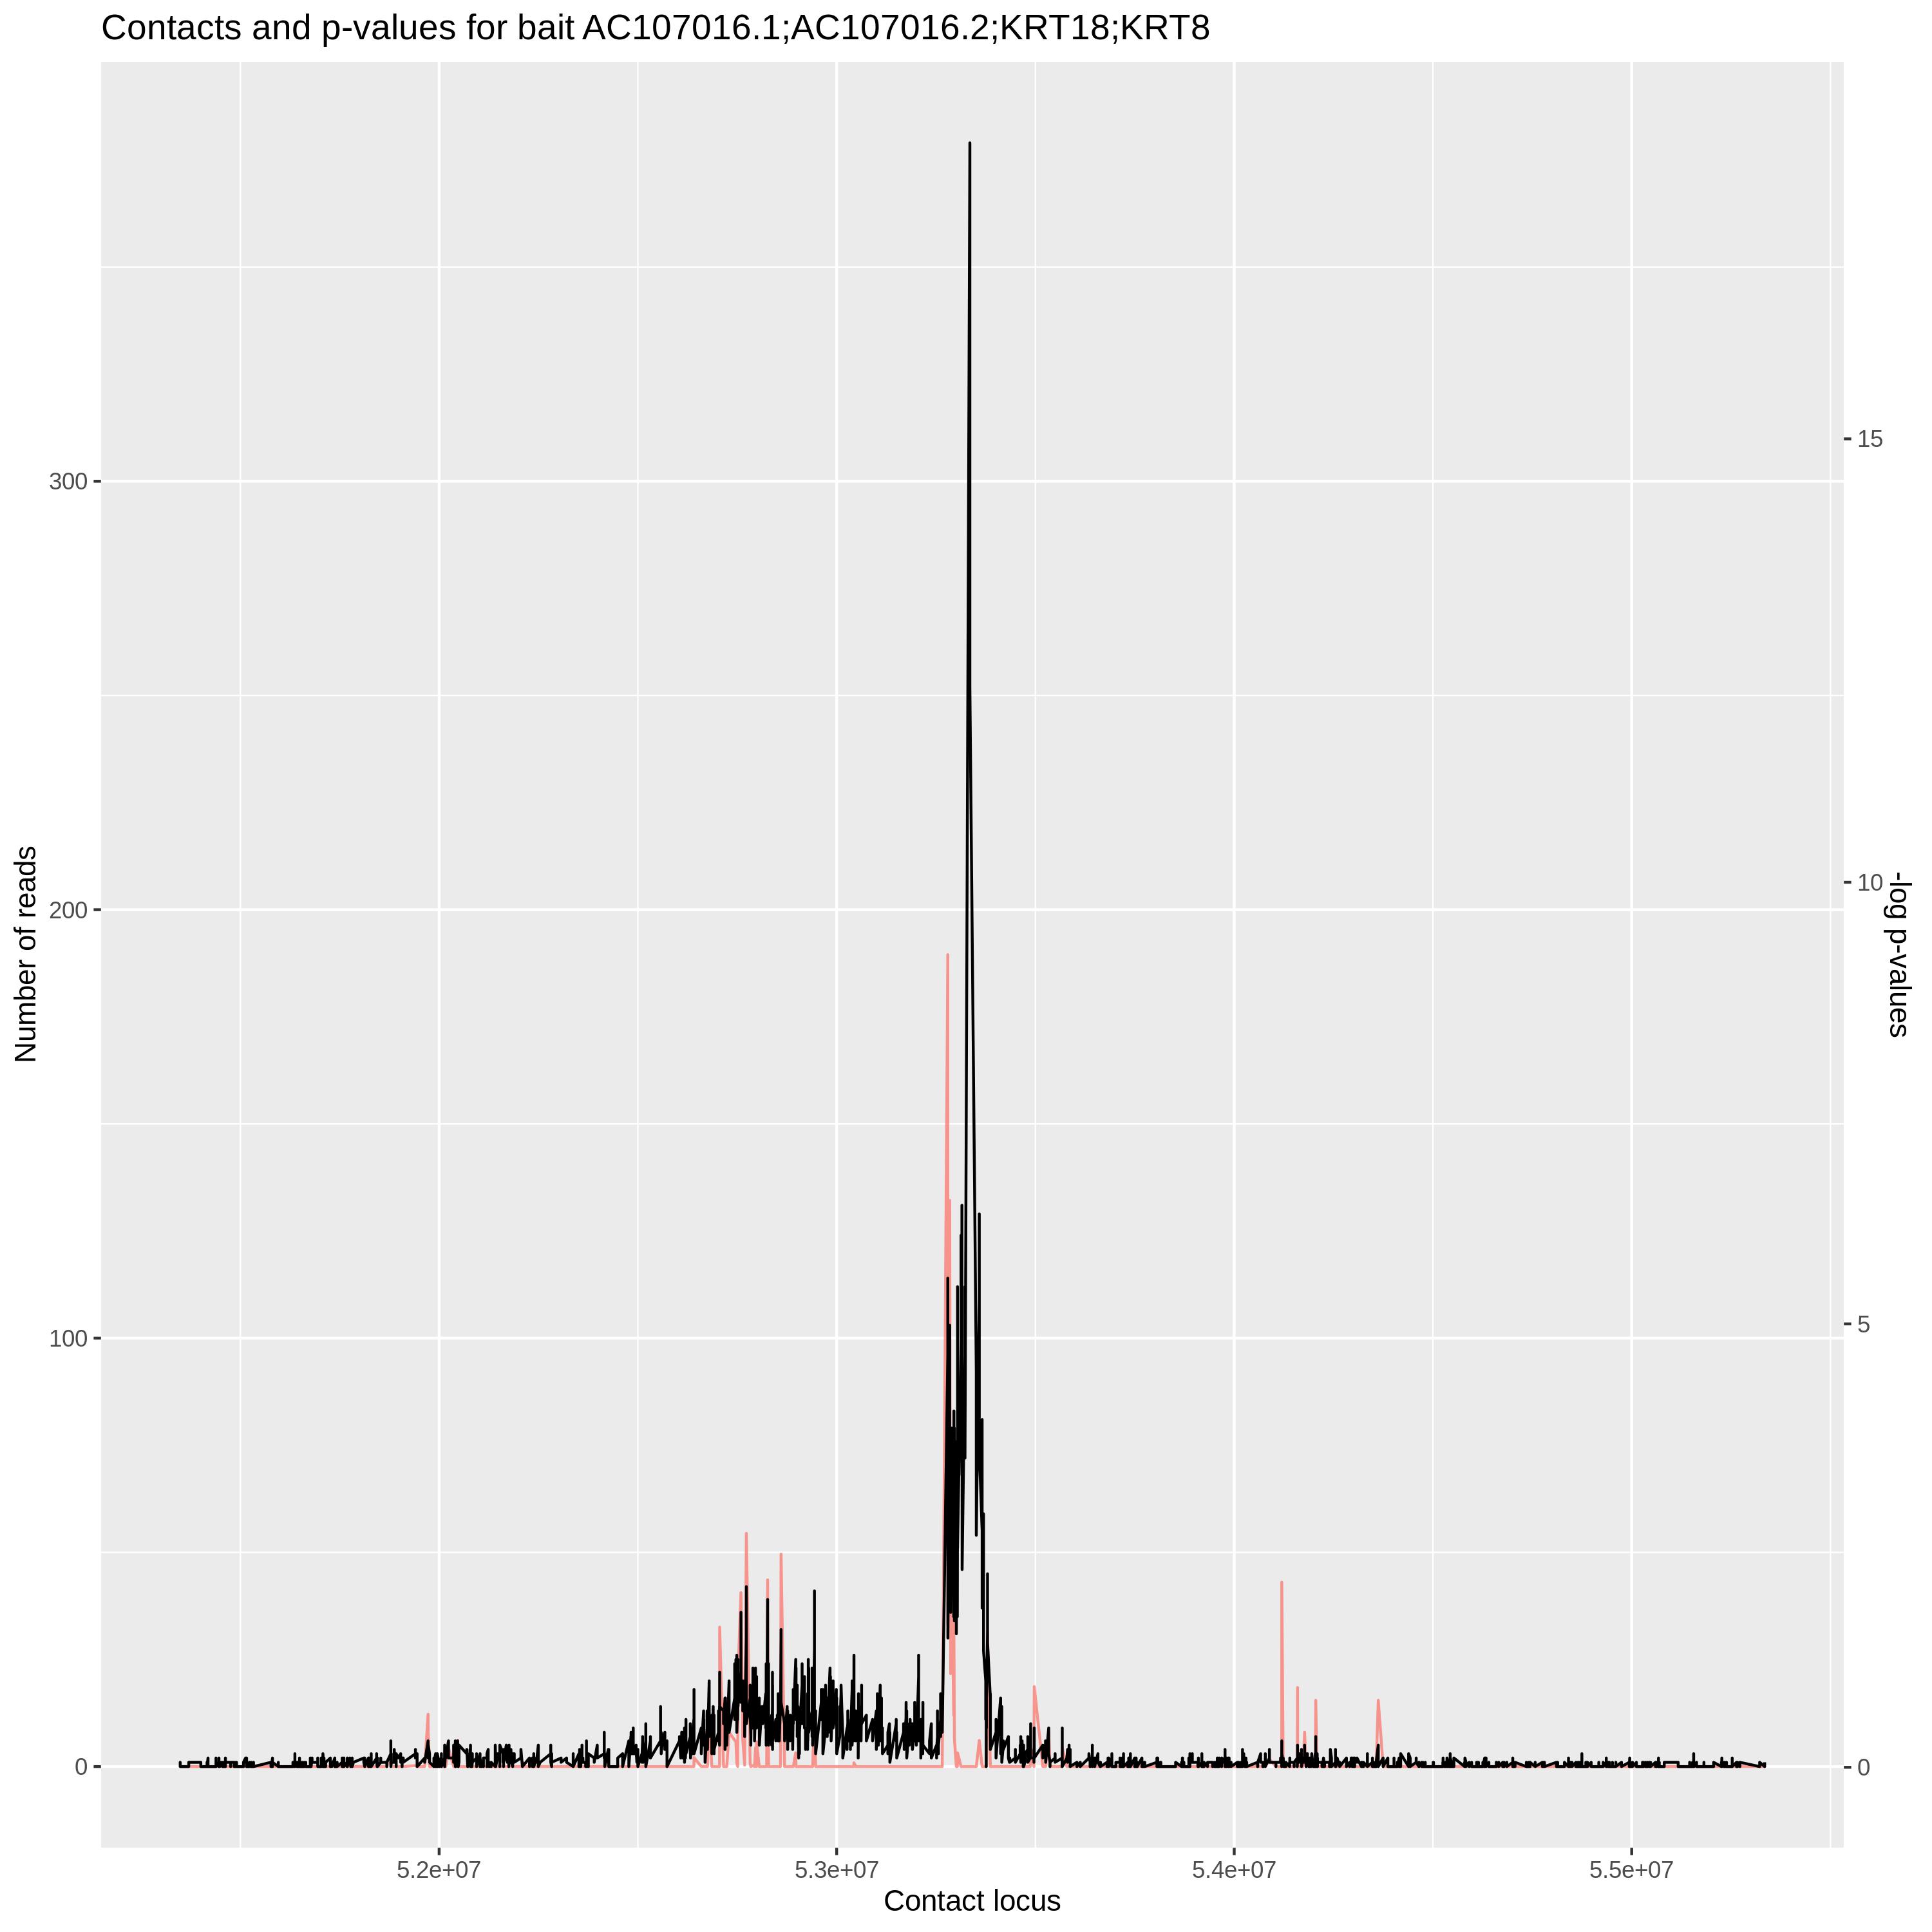 Contacts and p-values for bait AC107016.1;AC107016.2;KRT18;KRT8
Number of reads
300
200
100
0
15
10
5
0
-log p-values
5.2e+07
5.3e+07
5.4e+07
5.5e+07
Contact locus